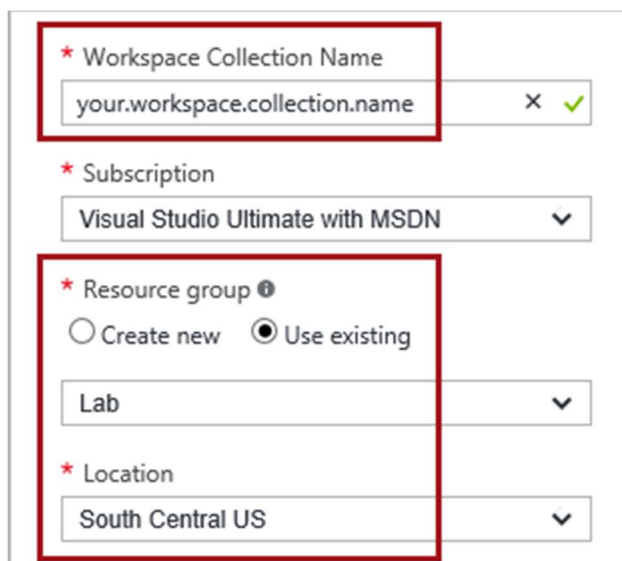 * Workspace Collection Name
your.workspace.collection.name
* Subscription
Visual Studio Ultimate with MSDN
* Resource group
Create new Use existing
Lab
* Location
South Central US